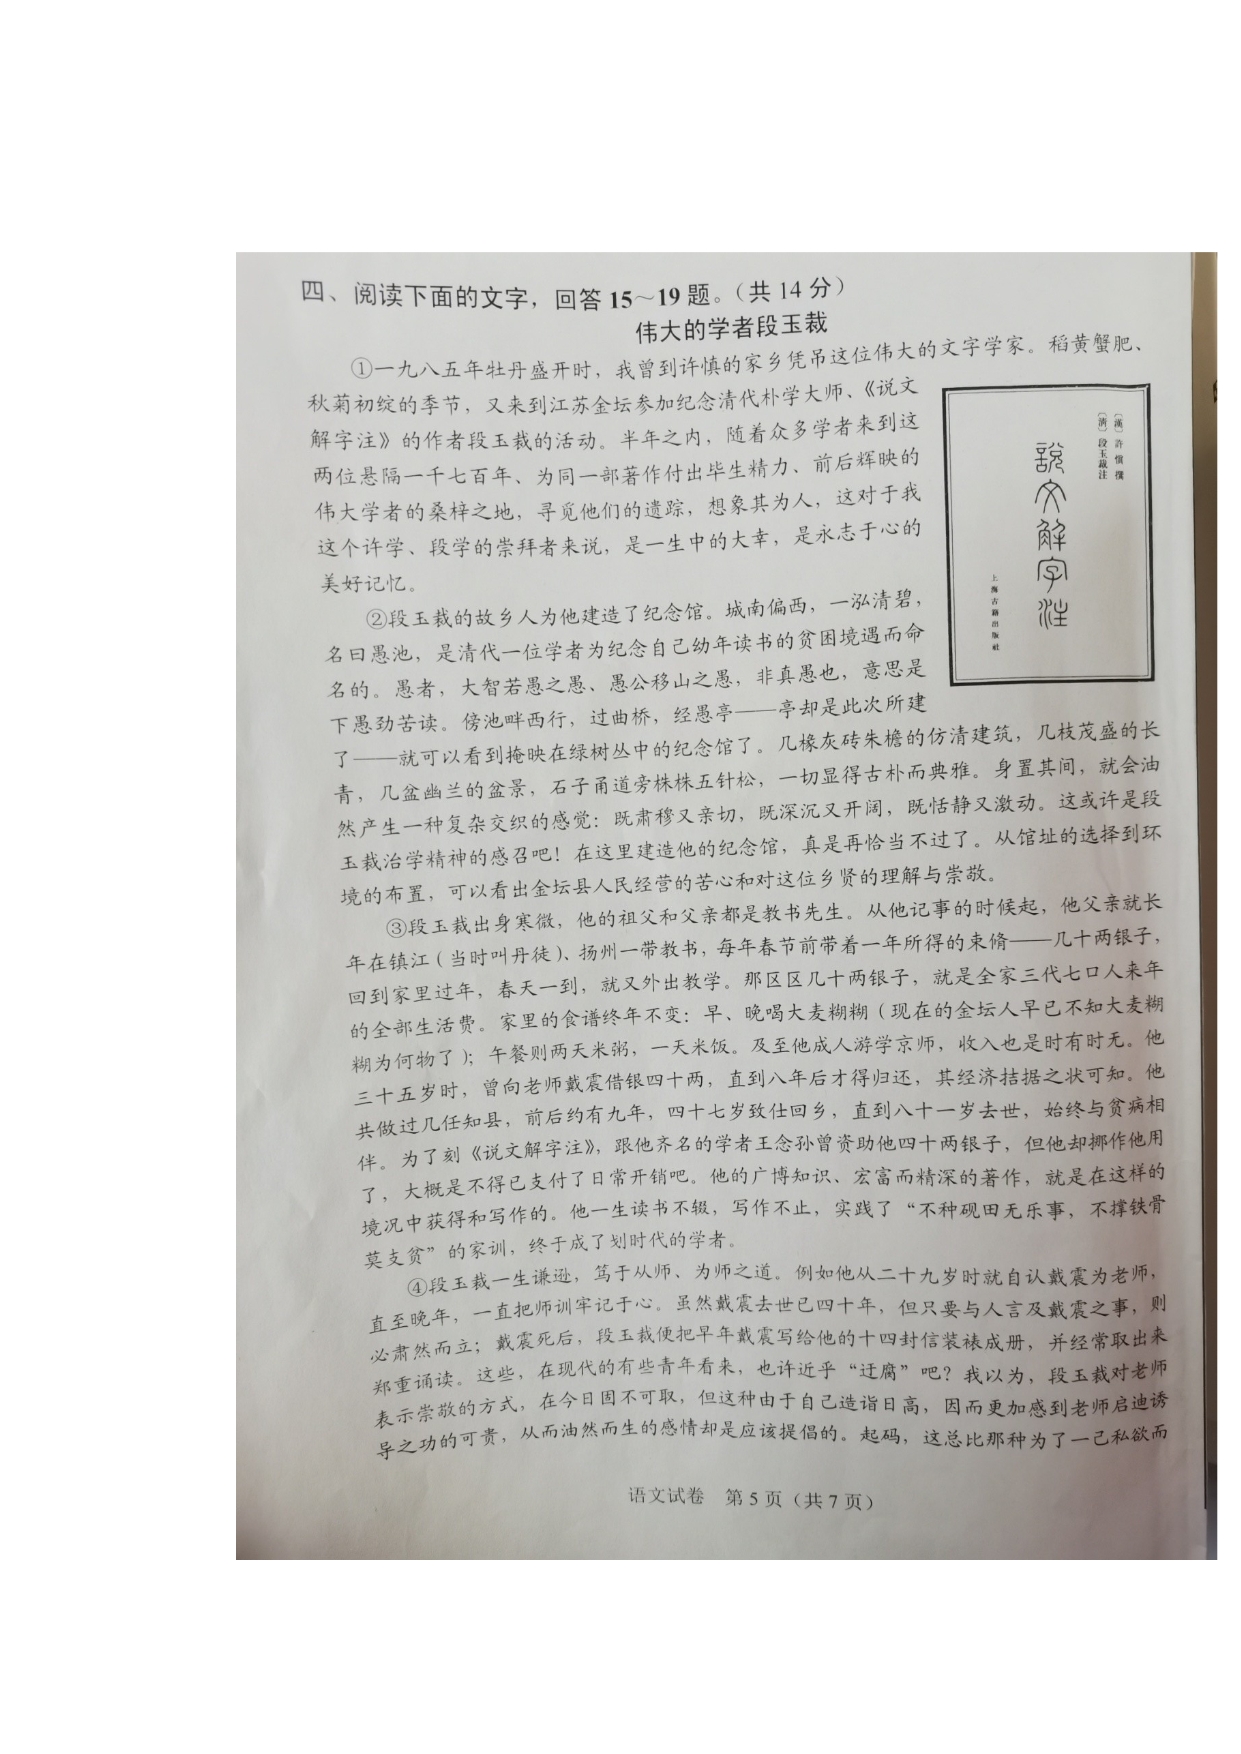 四、阅读下面的文字，回答15～19题。（共14分）
伟大的学者段玉裁
①一九八五年牡丹盛开时，我曾到许慎的家乡凭吊这位伟大的文字学家。稻黄蟹肥、
秋菊初绽的季节，又来到江苏金坛参加纪念清代朴学大师、《说文
解字注》的作者段玉裁的活动。半年之内，随着众多学者来到这
两位悬隔一千七百年、为同一部著作付出毕生精力、前后辉映的
伟大学者的桑梓之地，寻觅他们的遗踪，想象其为人，这对于我
这个许学、段学的崇拜者来说，是一生中的大幸，是永志于心的
美好记忆。
〔漢〕許慎撰
〔清〕段玉裁注
說文解字注
上海古籍出版社
②段玉裁的故乡人为他建造了纪念馆。城南偏西，一泓清碧，
名曰愚池，是清代一位学者为纪念自己幼年读书的贫困境遇而命
名的。愚者，大智若愚之愚、愚公移山之愚，非真愚也，意思是
下愚劲苦读。傍池畔西行，过曲桥，经愚亭——亭却是此次所建
了——就可以看到掩映在绿树丛中的纪念馆了。几椽灰砖朱檐的仿清建筑，几枝茂盛的长
青，几盆幽兰的盆景，石子甬道旁株株五针松，一切显得古朴而典雅。身置其间，就会油
然产生一种复杂交织的感觉：既肃穆又亲切，既深沉又开阔，既恬静又激动。这或许是段
玉裁治学精神的感召吧！在这里建造他的纪念馆，真是再恰当不过了。从馆址的选择到环
境的布置，可以看出金坛县人民经营的苦心和对这位乡贤的理解与崇敬。
③段玉裁出身寒微，他的祖父和父亲都是教书先生。从他记事的时候起，他父亲就长
年在镇江（当时叫丹徒）、扬州一带教书，每年春节前带着一年所得的束脩——几十两银子，
回到家里过年，春天一到，就又外出教学。那区区几十两银子，就是全家三代七口人来年
的全部生活费。家里的食谱终年不变：早、晚喝大麦糊糊（现在的金坛人早已不知大麦糊
糊为何物了）；午餐则两天米粥，一天米饭。及至他成人游学京师，收入也是时有时无。他
三十五岁时，曾向老师戴震借银四十两，直到八年后才得归还，其经济拮据之状可知。他
共做过几任知县，前后约有九年，四十七岁致仕回乡，直到八十一岁去世，始终与贫病相
伴。为了刻《说文解字注》，跟他齐名的学者王念孙曾资助他四十两银子，但他却挪作他用
了，大概是不得已支付了日常开销吧。他的广博知识、宏富而精深的著作，就是在这样的
境况中获得和写作的。他一生读书不辍，写作不止，实践了“不种砚田无乐事，不撑铁骨
莫支贫”的家训，终于成了划时代的学者。
④段玉裁一生谦逊，笃于从师、为师之道。例如他从二十九岁时就自认戴震为老师，
直至晚年，一直把师训牢记于心。虽然戴震去世已四十年，但只要与人言及戴震之事，则
必肃然而立；戴震死后，段玉裁便把早年戴震写给他的十四封信装裱成册，并经常取出来
郑重诵读。这些，在现代的有些青年看来，也许近乎“迂腐”吧？我以为，段玉裁对老师
表示崇敬的方式，在今日固不可取，但这种由于自己造诣日高，因而更加感到老师启迪诱
导之功的可贵，从而油然而生的感情却是应该提倡的。起码，这总比那种为了一己私欲而
语文试卷 第5页（共7页）